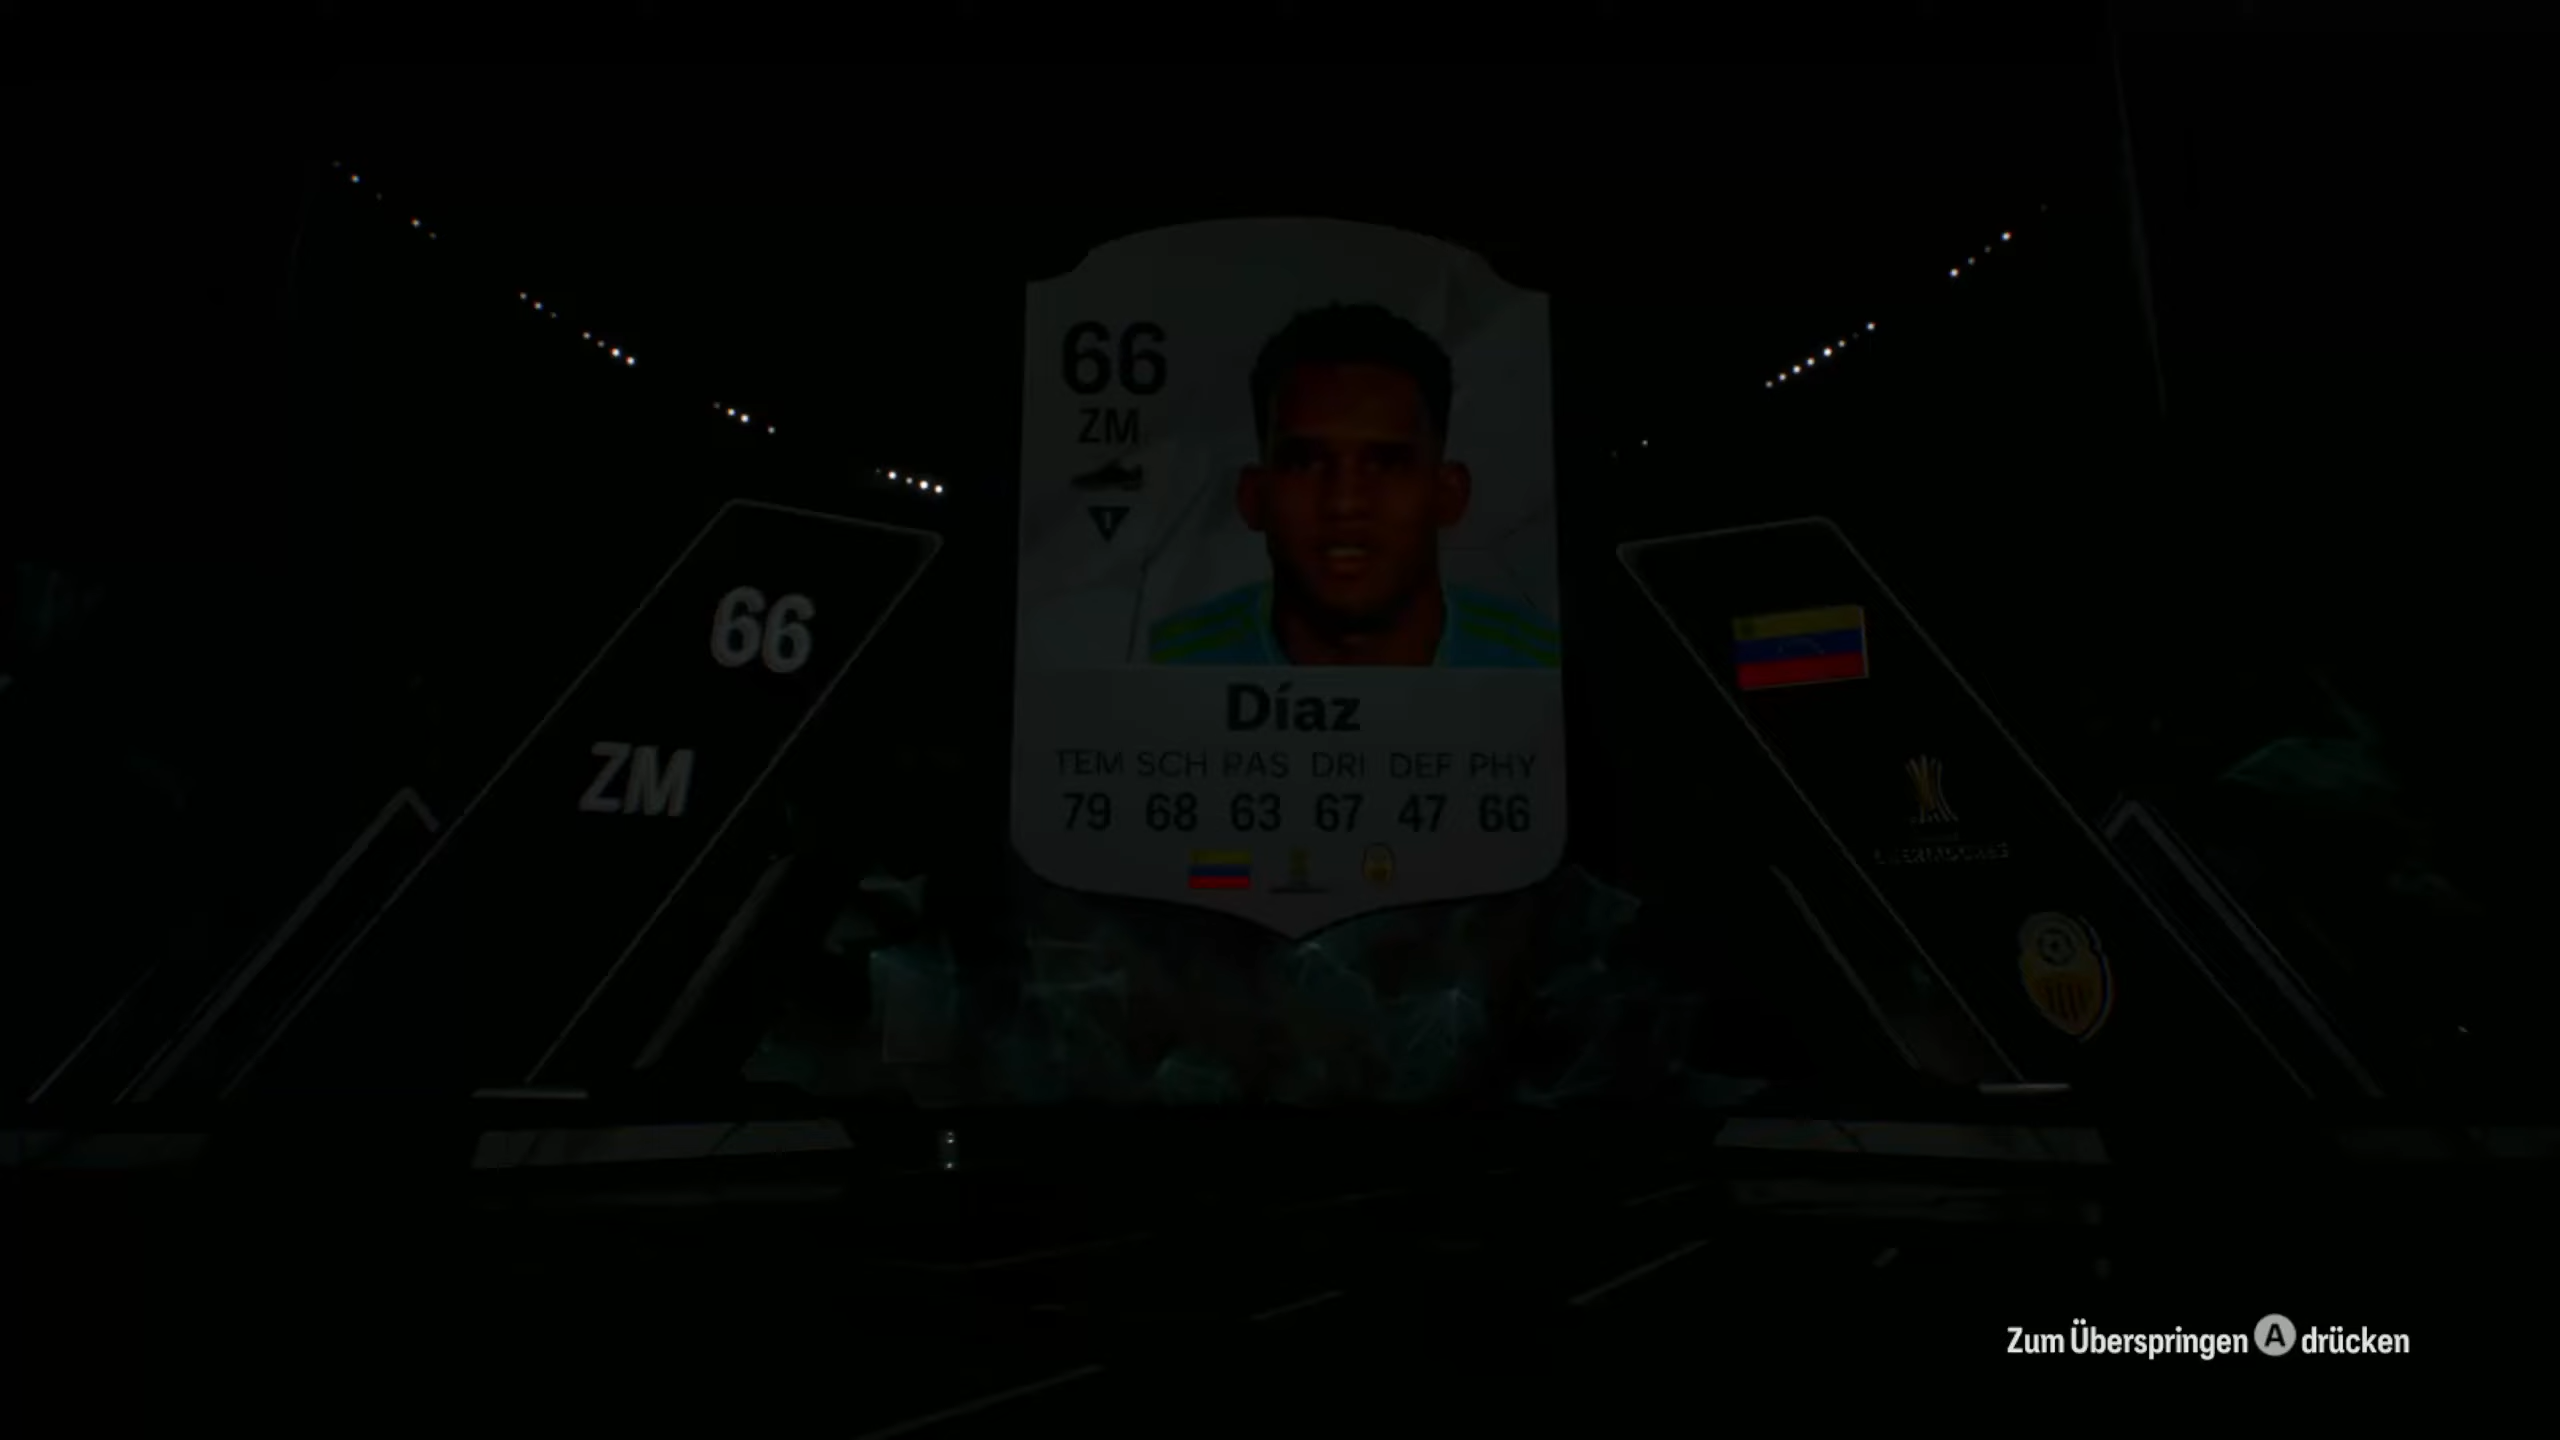 66
ZM
66
ZM
Díaz
TEM SCH PAS DRI DEF PHY
79 68 63 67 47 66
LIBERTADORES
Zum Überspringen A drücken